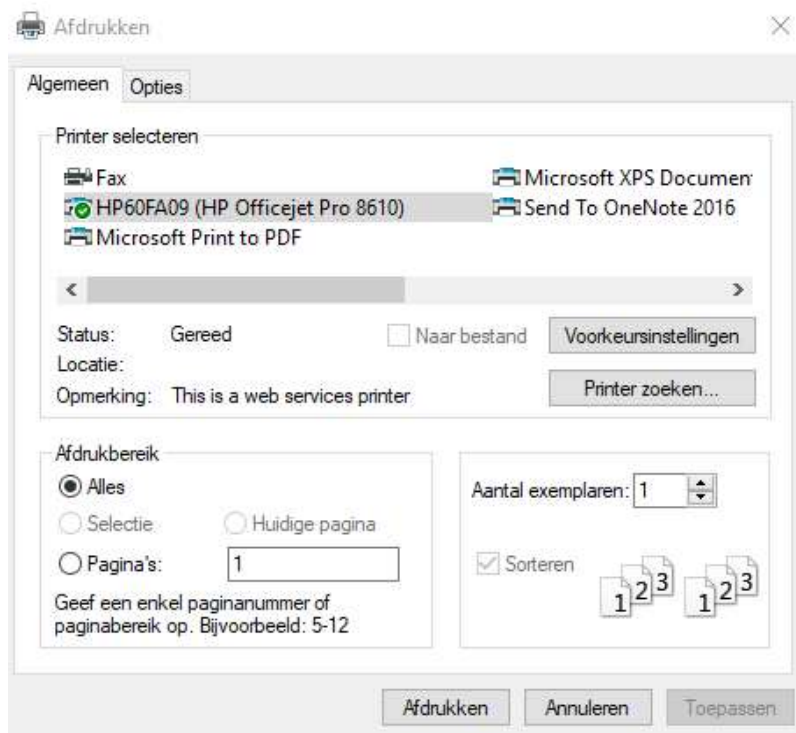 Afdrukken
Algemeen
Opties
Printer selecteren
Fax
HP60FA09 (HP Officejet Pro 8610)
Microsoft Print to PDF
Microsoft XPS Documen
Send To OneNote 2016
Status: Gereed
Naar bestand
Voorkeursinstellingen
Locatie:
Opmerking: This is a web services printer
Printer zoeken...
Afdrukbereik
Alles
Selectie
Huidige pagina
Pagina's: 1
Geef een enkel paginanummer of
paginabereik op. Bijvoorbeeld: 5-12
Aantal exemplaren: 1
Sorteren
1 2 3 1 2 3
Afdrukken
Annuleren
Toepassen